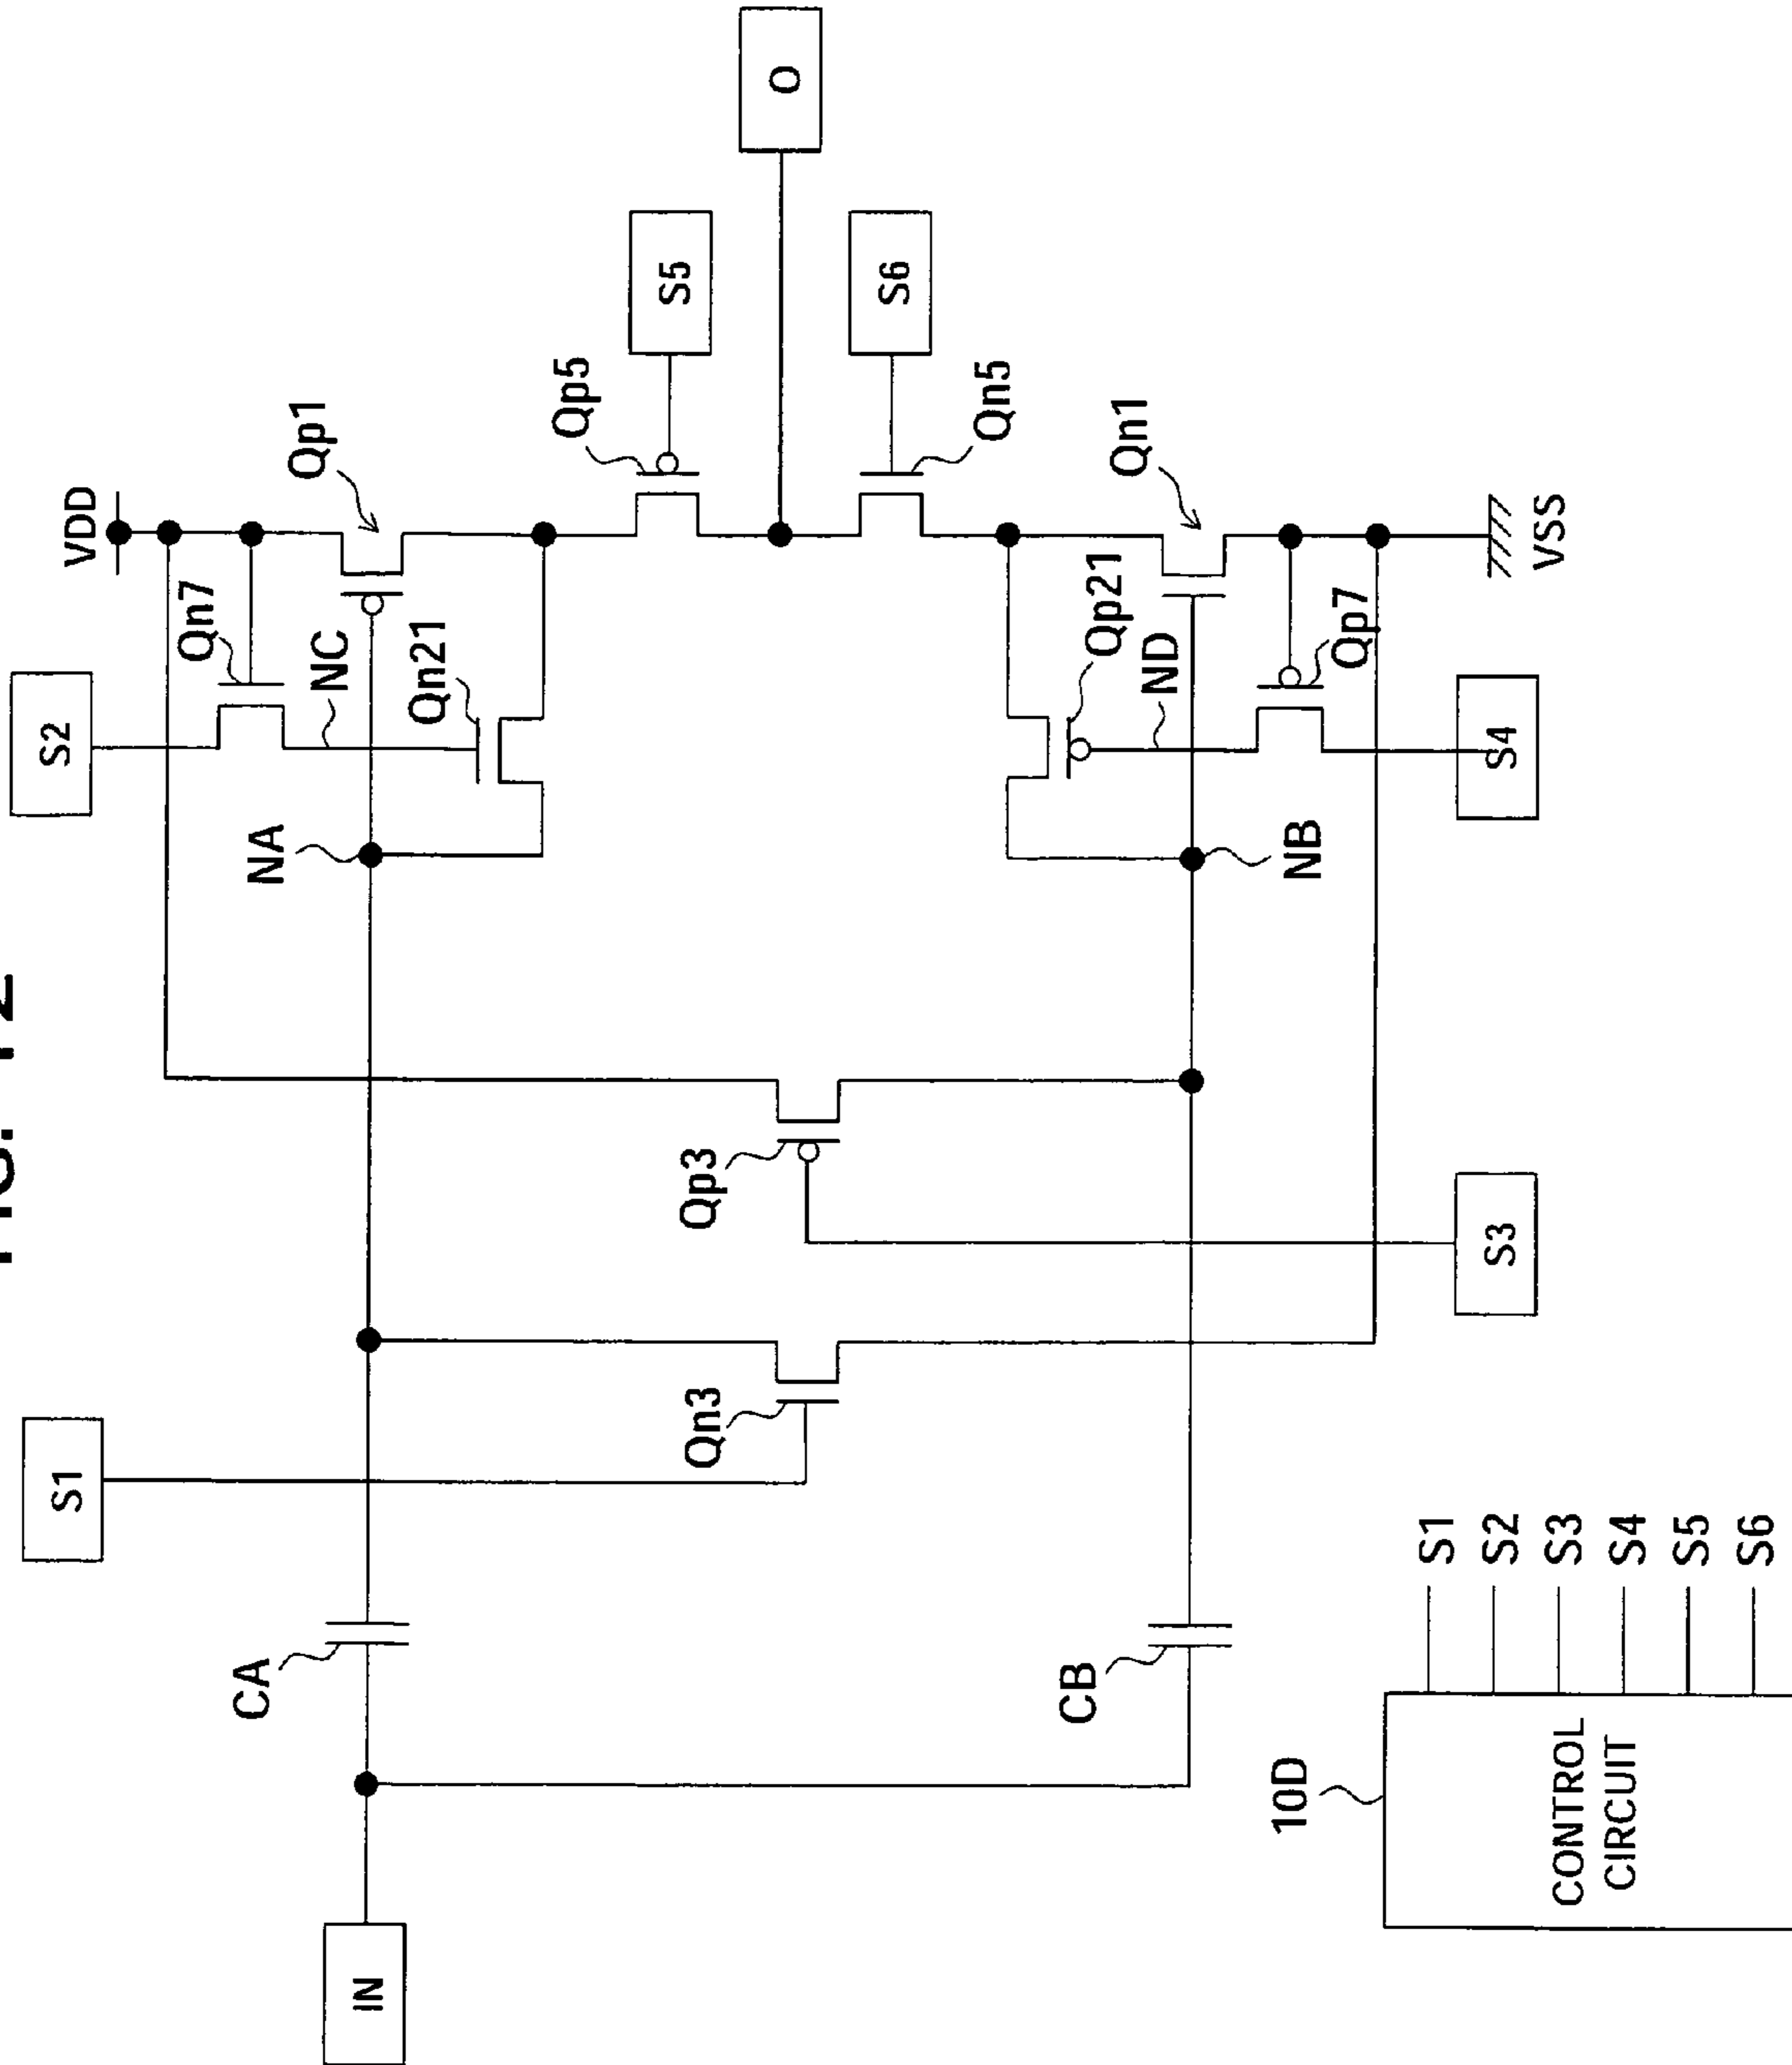 S1
S2
VDD
Qn7
CA
NA
Qp1
NC
IN
Qn21
Qp5
S5
Qn3
Qp3
O
S6
Qn5
CB
Qp21
Qn1
ND
NB
Qp7
S3
S4
VSS
10D
CONTROL
CIRCUIT
S1
S2
S3
S4
S5
S6